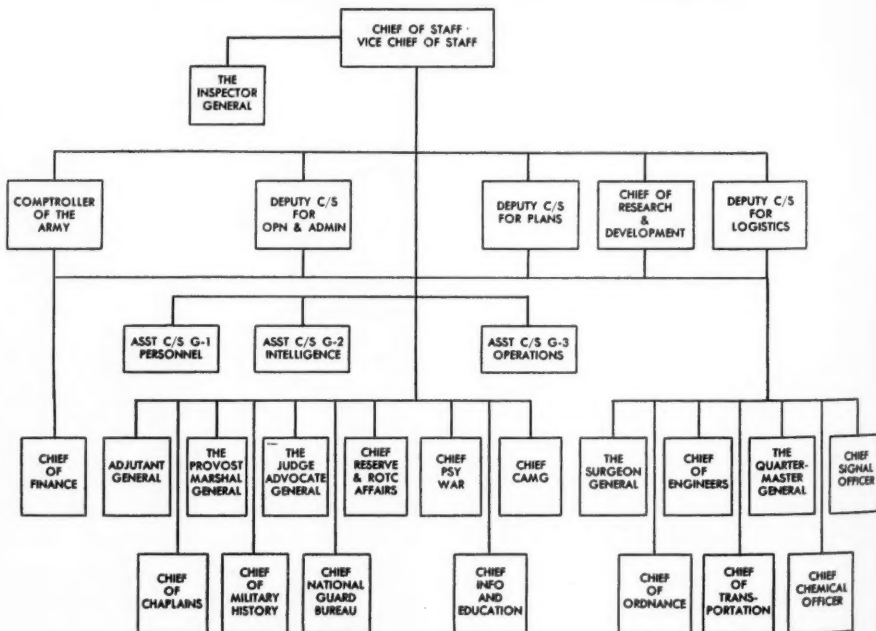 CHIEF OF STAFF
VICE CHIEF OF STAFF
THE
INSPECTOR
GENERAL
COMPTROLLER
OF THE
ARMY
DEPUTY C/S
FOR
OPN & ADMIN
DEPUTY C/S
FOR PLANS
CHIEF OF
RESEARCH
&
DEVELOPMENT
DEPUTY C/S
FOR
LOGISTICS
ASST C/S G-1
PERSONNEL
ASST C/S G-2
INTELLIGENCE
ASST C/S G-3
OPERATIONS
CHIEF
OF
FINANCE
ADJUTANT
GENERAL
THE
PROVOST
MARSHAL
GENERAL
THE
JUDGE
ADVOCATE
GENERAL
CHIEF
RESERVE
& ROTC
AFFAIRS
CHIEF
PSY
WAR
CHIEF
CAMG
THE
SURGEON
GENERAL
CHIEF
OF
ENGINEERS
THE
QUARTER-
MASTER
GENERAL
CHIEF
SIGNAL
OFFICER
CHIEF
OF
CHAPLAINS
CHIEF
OF
MILITARY
HISTORY
CHIEF
NATIONAL
GUARD
BUREAU
CHIEF
INFO
AND
EDUCATION
CHIEF
OF
ORDNANCE
CHIEF
OF
TRANS-
PORTATION
CHIEF
CHEMICAL
OFFICER